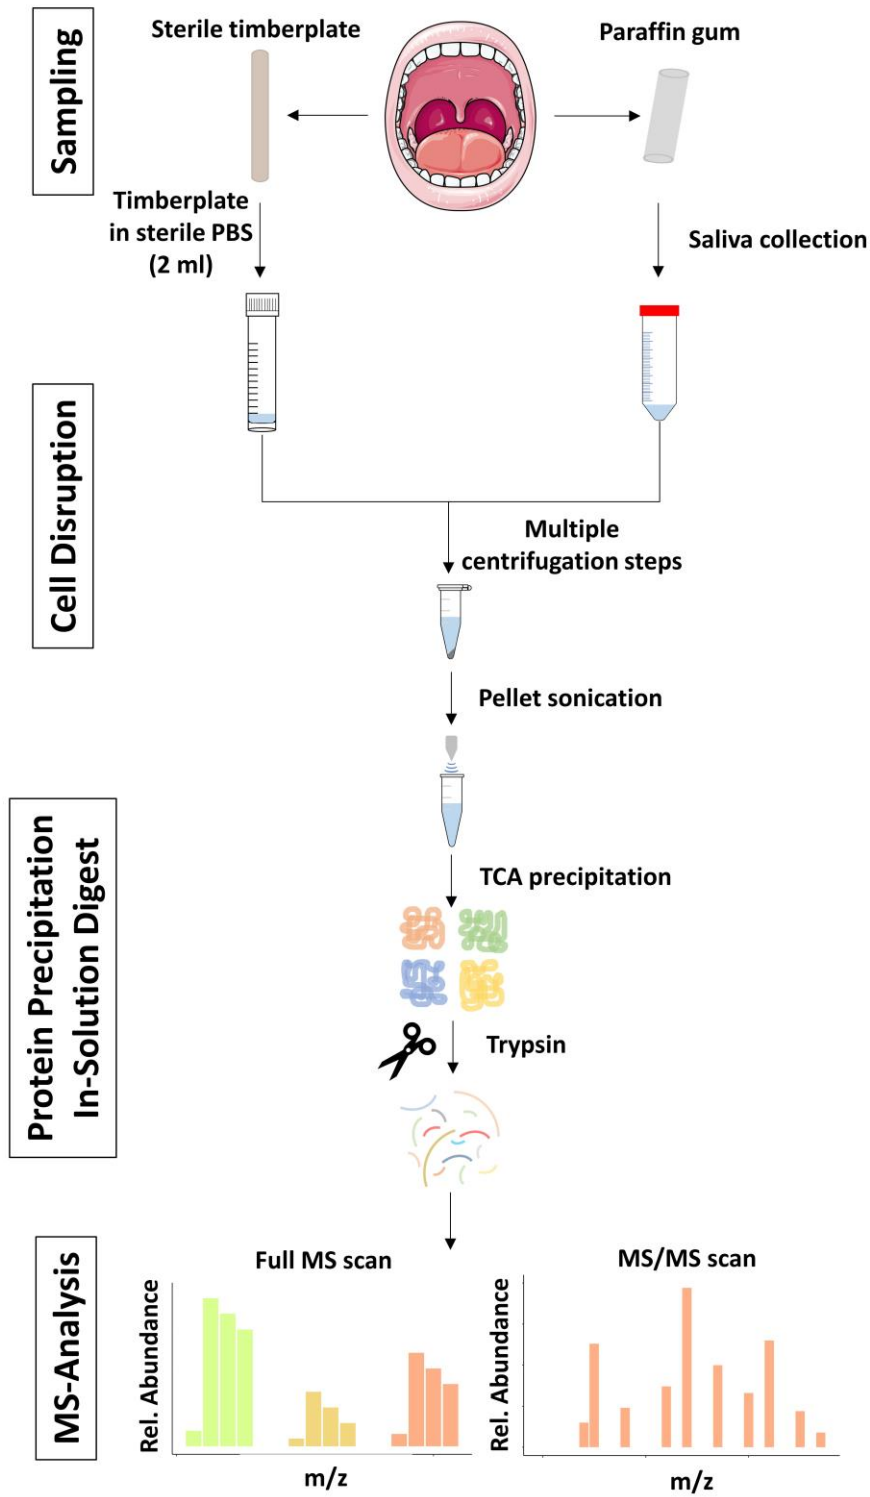 Sampling
Sterile timberplate
Paraffin gum
Timberplate
in sterile PBS
(2 ml)
Saliva collection
Cell Disruption
Multiple
centrifugation steps
Pellet sonication
Protein Precipitation
In-Solution Digest
TCA precipitation
Trypsin
MS-Analysis
Full MS scan
Rel. Abundance
m/z
MS/MS scan
Rel. Abundance
m/z